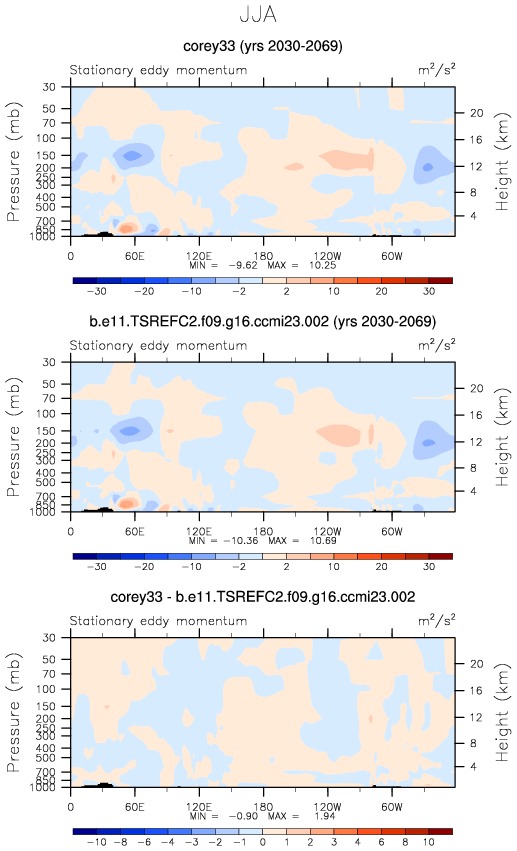 JJA
corey33 (yrs 2030-2069)
Stationary eddy momentum m²/s²
30
50
70
100
150
200
250
300
400
500
700
850
1000
Pressure (mb)
20
16
12
8
4
Height (km)
0 60E 120E 180 120W 60W
MIN = -9.62 MAX = 10.25
-30 -20 -10 -2 2 10 20 30
b.e11.TSREFC2.f09.g16.ccmi23.002 (yrs 2030-2069)
Stationary eddy momentum m²/s²
30
50
70
100
150
200
250
300
400
500
700
850
1000
Pressure (mb)
20
16
12
8
4
Height (km)
0 60E 120E 180 120W 60W
MIN = -10.36 MAX = 10.69
-30 -20 -10 -2 2 10 20 30
corey33 - b.e11.TSREFC2.f09.g16.ccmi23.002
Stationary eddy momentum m²/s²
30
50
70
100
150
200
250
300
400
500
700
850
1000
Pressure (mb)
20
16
12
8
4
Height (km)
0 60E 120E 180 120W 60W
MIN = -0.90 MAX = 1.94
-10 -8 -6 -4 -3 -2 -1 0 1 2 3 4 6 8 10